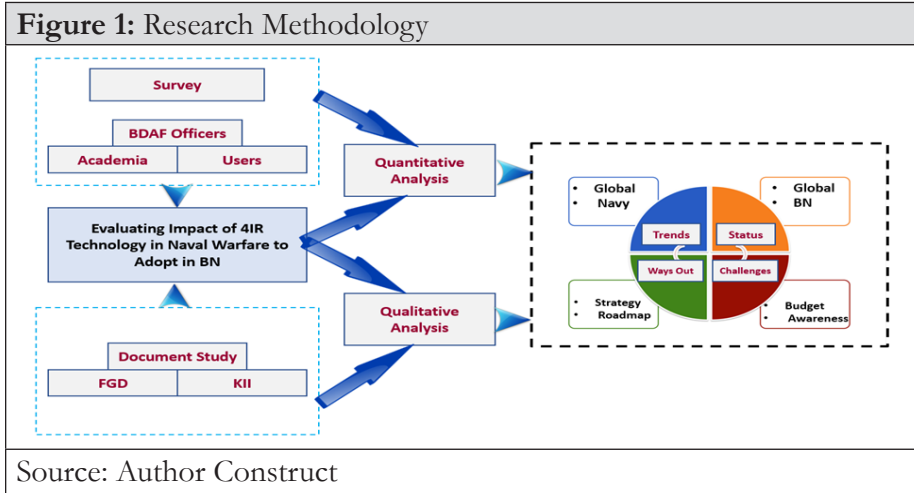 Figure 1: Research Methodology
Survey
BDAF Officers
Academia
Users
Evaluating Impact of 4IR
Technology in Naval Warfare to
Adopt in BN
Document Study
FGD
KII
Quantitative
Analysis
Qualitative
Analysis
• Global
• Navy
• Global
• BN
Trends
Status
Ways Out
Challenges
• Strategy
• Roadmap
• Budget
• Awareness
Source: Author Construct